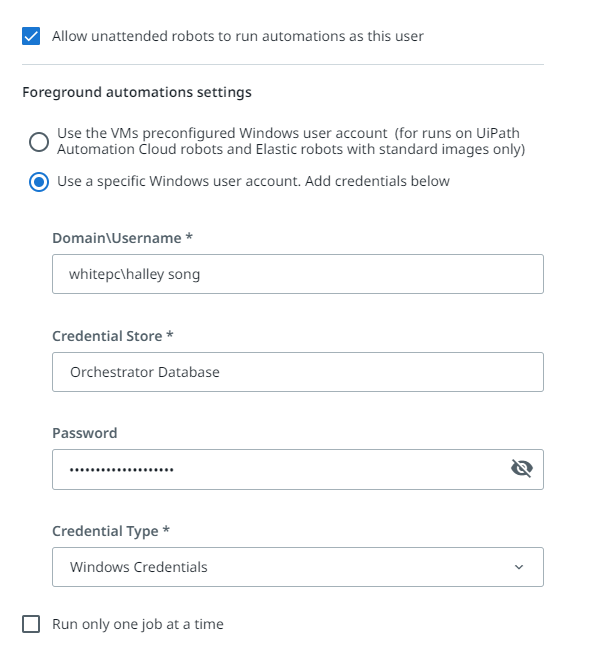 Allow unattended robots to run automations as this user
Foreground automations settings
Use the VMs preconfigured Windows user account (for runs on UiPath
Automation Cloud robots and Elastic robots with standard images only)
Use a specific Windows user account. Add credentials below
Domain\Username *
whitepc\halley song
Credential Store *
Orchestrator Database
Password
••••••••••••••••••••
Credential Type *
Windows Credentials
Run only one job at a time